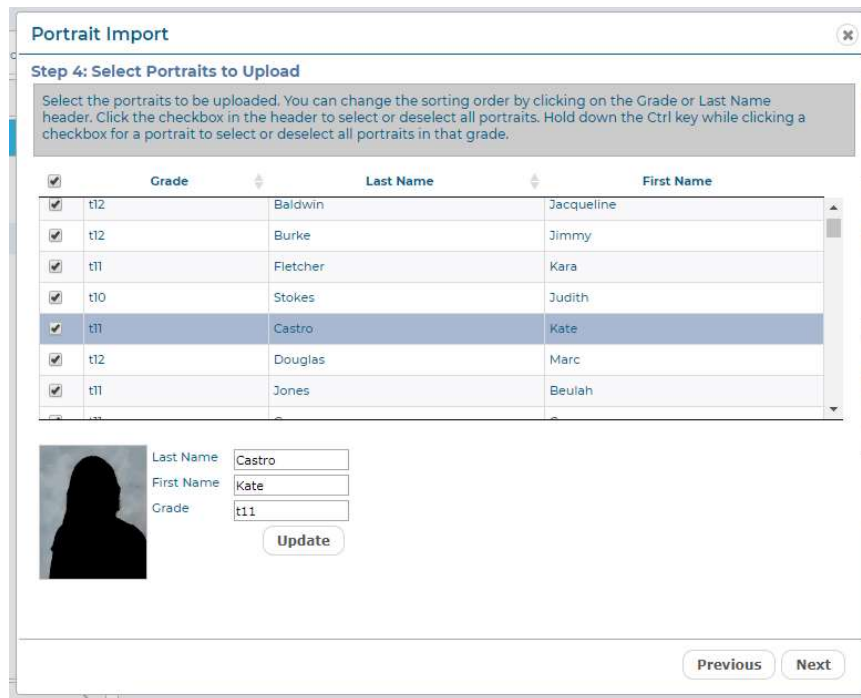 Portrait Import
Step 4: Select Portraits to Upload
Select the portraits to be uploaded. You can change the sorting order by clicking on the Grade or Last Name
header. Click the checkbox in the header to select or deselect all portraits. Hold down the Ctrl key while clicking a
checkbox for a portrait to select or deselect all portraits in that grade.
Grade Last Name First Name
t12 Baldwin Jacqueline
t12 Burke Jimmy
t11 Fletcher Kara
t10 Stokes Judith
t11 Castro Kate
t12 Douglas Marc
t11 Jones Beulah
Last Name Castro
First Name Kate
Grade t11
Update
Previous Next